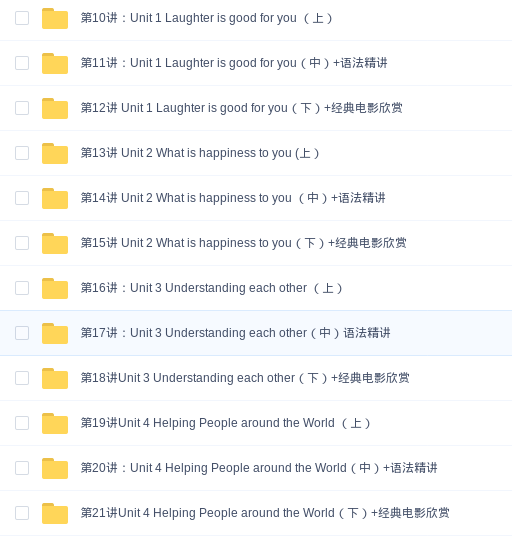 第10讲：Unit 1 Laughter is good for you （上）
第11讲：Unit 1 Laughter is good for you（中）+语法精讲
第12讲 Unit 1 Laughter is good for you（下）+经典电影欣赏
第13讲 Unit 2 What is happiness to you (上）
第14讲 Unit 2 What is happiness to you （中）+语法精讲
第15讲 Unit 2 What is happiness to you（下）+经典电影欣赏
第16讲：Unit 3 Understanding each other （上）
第17讲：Unit 3 Understanding each other（中）语法精讲
第18讲Unit 3 Understanding each other（下）+经典电影欣赏
第19讲Unit 4 Helping People around the World （上）
第20讲：Unit 4 Helping People around the World（中）+语法精讲
第21讲Unit 4 Helping People around the World（下）+经典电影欣赏